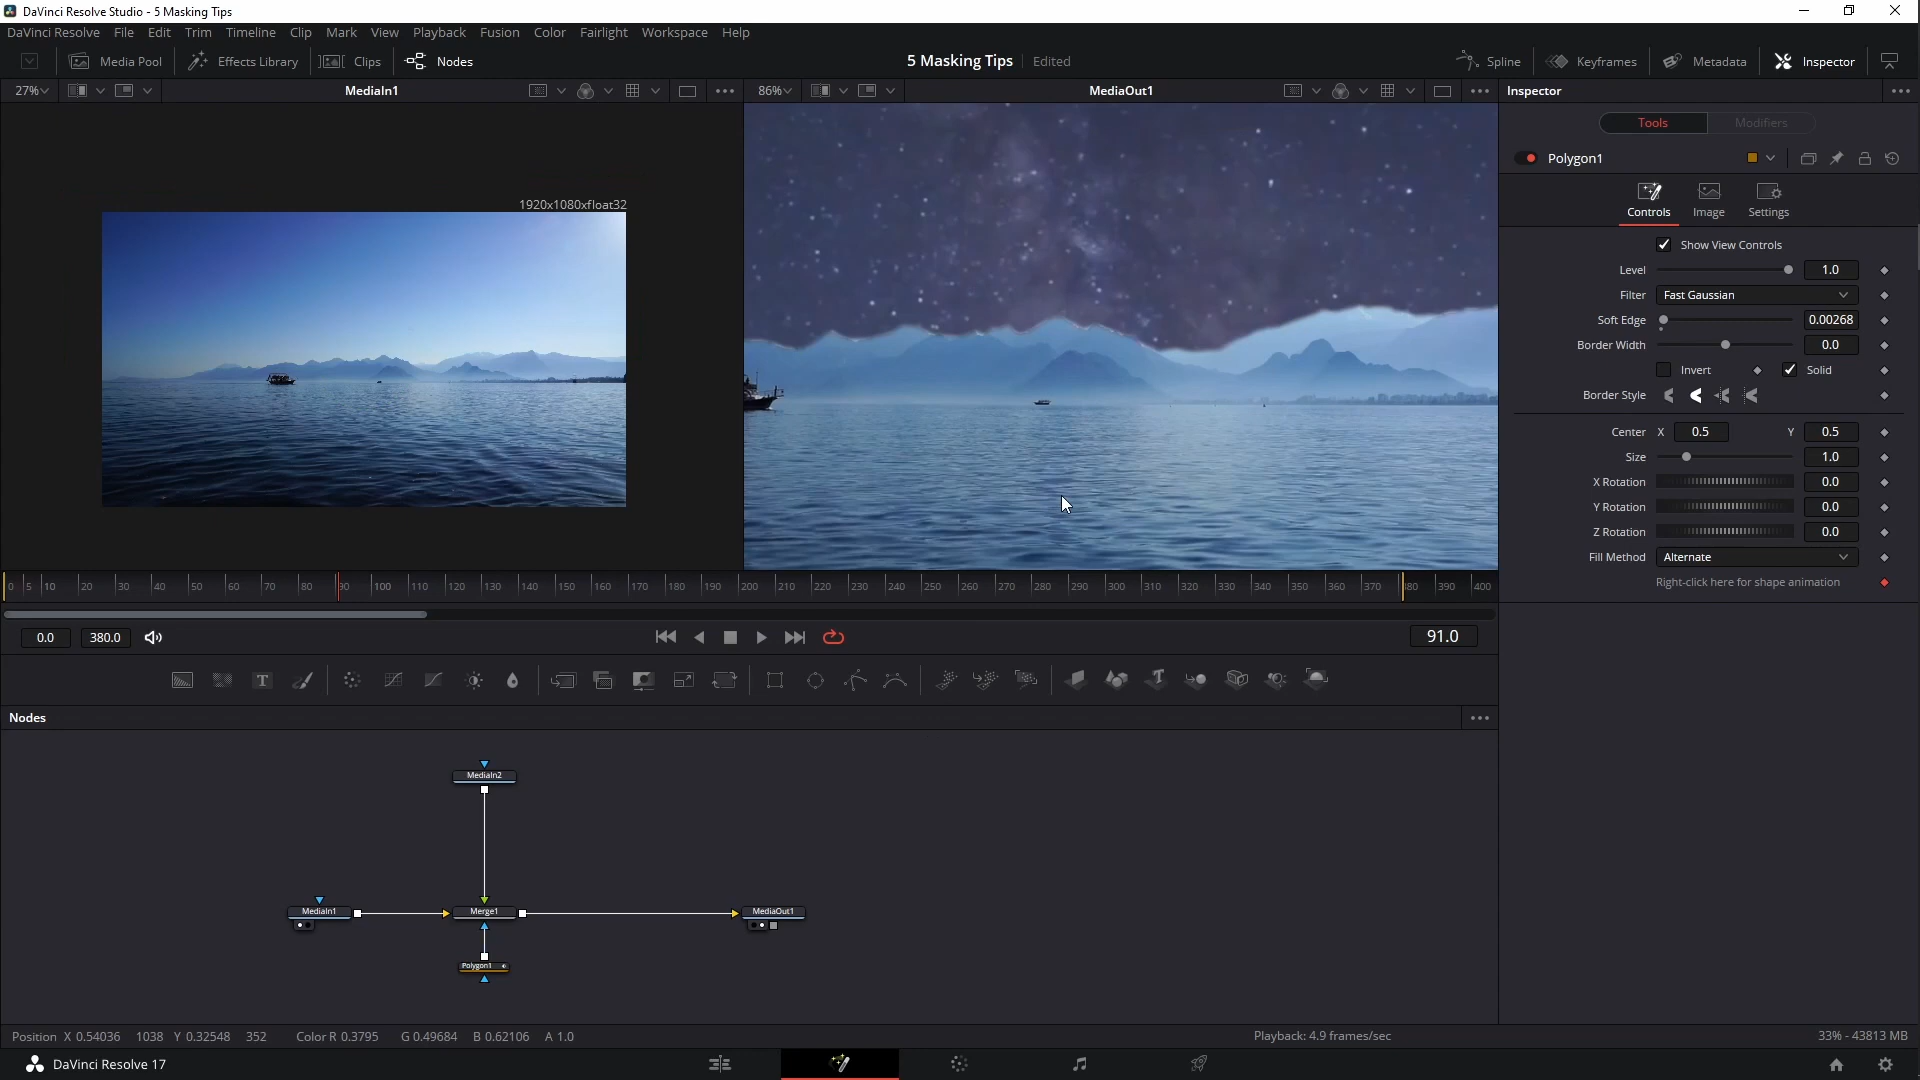 DaVinci Resolve Studio - 5 Masking Tips
DaVinci Resolve File Edit Trim Timeline Clip Mark View Playback Fusion Color Fairlight Workspace Help
Media Pool Effects Library Clips Nodes 5 Masking Tips Edited Spline Keyframes Metadata Inspector
27% MediaIn1 86% MediaOut1 Inspector
Tools Modifiers
Polygon1
1920x1080xfloat32
Controls Image Settings
Show View Controls
Level 1.0
Filter Fast Gaussian
Soft Edge 0.00268
Border Width 0.0
Invert Solid
Border Style
Center X 0.5 Y 0.5
Size 1.0
X Rotation 0.0
Y Rotation 0.0
Z Rotation 0.0
Fill Method Alternate
Right-click here for shape animation
0 5 10 20 30 40 50 60 70 80 90 100 110 120 130 140 150 160 170 180 190 200 210 220 230 240 250 260 270 280 290 300 310 320 330 340 350 360 370 380 390 400
0.0 380.0 91.0
Nodes
MediaIn2
MediaIn1 Merge1 MediaOut1
Polygon1
Position X 0.54036 1038 Y 0.32548 352 Color R 0.3795 G 0.49684 B 0.62106 A 1.0 Playback: 4.9 frames/sec 33% - 43813 MB
DaVinci Resolve 17